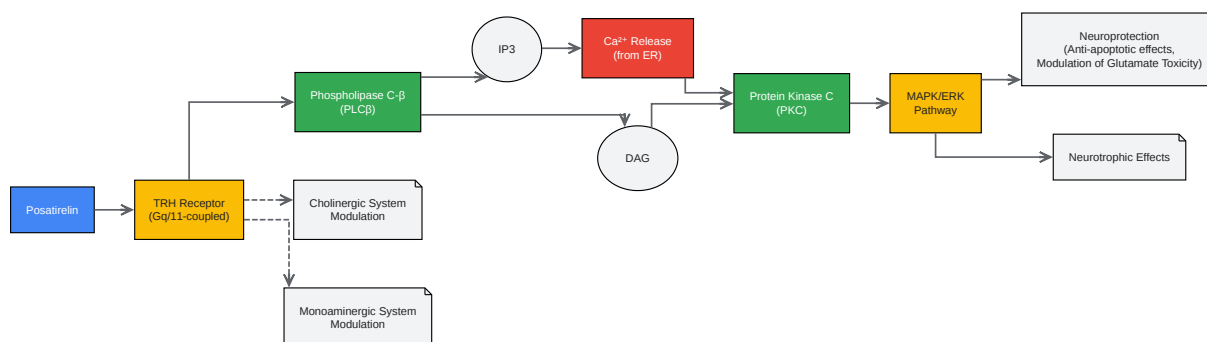 Posatirelin
TRH Receptor
(Gq/11-coupled)
Phospholipase C-β
(PLCβ)
IP3
Ca²⁺ Release
(from ER)
DAG
Protein Kinase C
(PKC)
MAPK/ERK
Pathway
Neuroprotection
(Anti-apoptotic effects,
Modulation of Glutamate Toxicity)
Neurotrophic Effects
Cholinergic System
Modulation
Monoaminergic System
Modulation